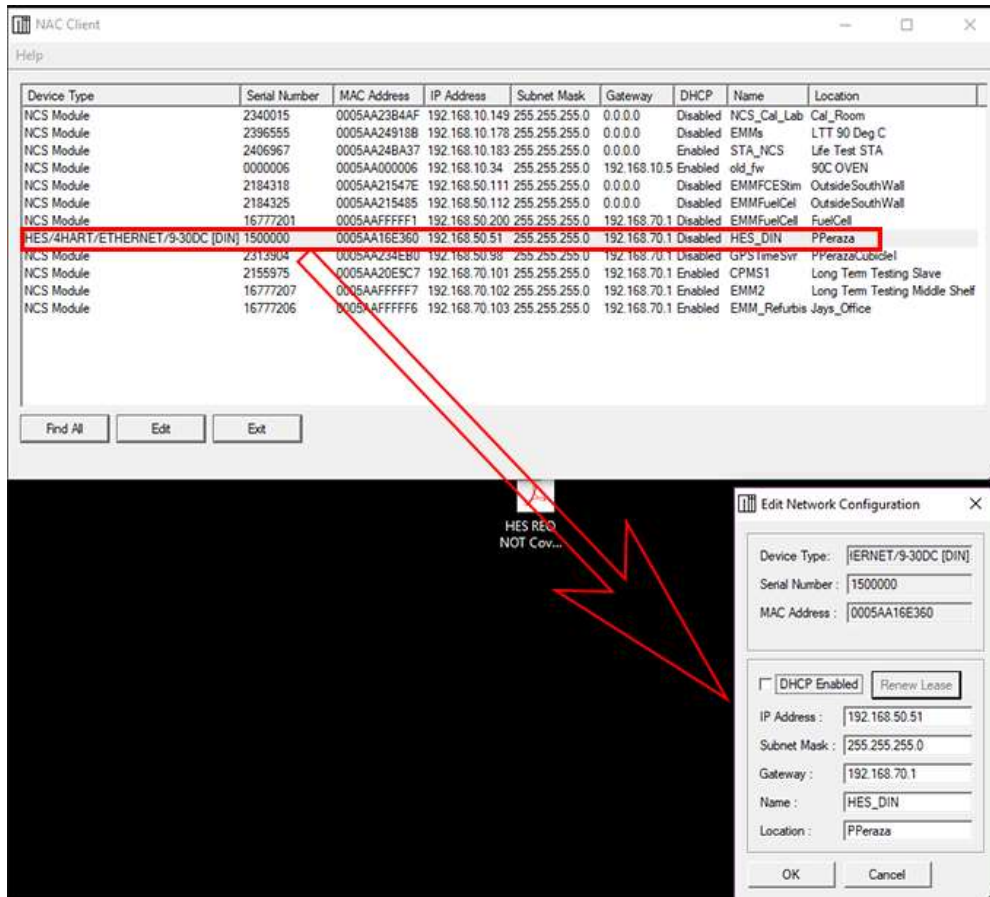 NAC Client
Help
Device Type Serial Number MAC Address IP Address Subnet Mask Gateway DHCP Name Location
NCS Module 2340015 0005AA23B4AF 192.168.10.149 255.255.255.0 0.0.0.0 Disabled NCS_Cal_Lab Cal_Room
NCS Module 2396555 0005AA24918B 192.168.10.178 255.255.255.0 0.0.0.0 Disabled EMMs LTT 90 Deg C
NCS Module 2406967 0005AA24BA37 192.168.10.183 255.255.255.0 0.0.0.0 Enabled STA_NCS Life Test STA
NCS Module 0000006 0005AA000006 192.168.10.34 255.255.255.0 192.168.10.5 Enabled old_fw 90C OVEN
NCS Module 2184318 0005AA21547E 192.168.50.111 255.255.255.0 0.0.0.0 Disabled EMMFCEStim OutsideSouthWall
NCS Module 2184325 0005AA215485 192.168.50.112 255.255.255.0 0.0.0.0 Disabled EMMFuelCel OutsideSouthWall
NCS Module 16777201 0005AAFFFFF1 192.168.50.200 255.255.255.0 192.168.70.1 Disabled EMMFuelCell FuelCell
HES/4HART/ETHERNET/9-30DC [DIN] 1500000 0005AA16E360 192.168.50.51 255.255.255.0 192.168.70.1 Disabled HES_DIN PPeraza
NCS Module 2313904 0005AA234EB0 192.168.50.98 255.255.255.0 192.168.70.1 Disabled GPSTimeSvr PPerazaCubicle1
NCS Module 2155975 0005AA20E5C7 192.168.70.101 255.255.255.0 192.168.70.1 Enabled CPMS1 Long Term Testing Slave
NCS Module 16777207 0005AAFFFFF7 192.168.70.102 255.255.255.0 192.168.70.1 Enabled EMM2 Long Term Testing Middle Shelf
NCS Module 16777206 0005AAFFFFF6 192.168.70.103 255.255.255.0 192.168.70.1 Enabled EMM_Refurbis Jays_Office
Find All Edit Exit
HES REQ
NOT Cov...
Edit Network Configuration
Device Type: IERNET/9-30DC [DIN]
Serial Number : 1500000
MAC Address : 0005AA16E360
DHCP Enabled Renew Lease
IP Address : 192.168.50.51
Subnet Mask : 255.255.255.0
Gateway : 192.168.70.1
Name : HES_DIN
Location : PPeraza
OK Cancel